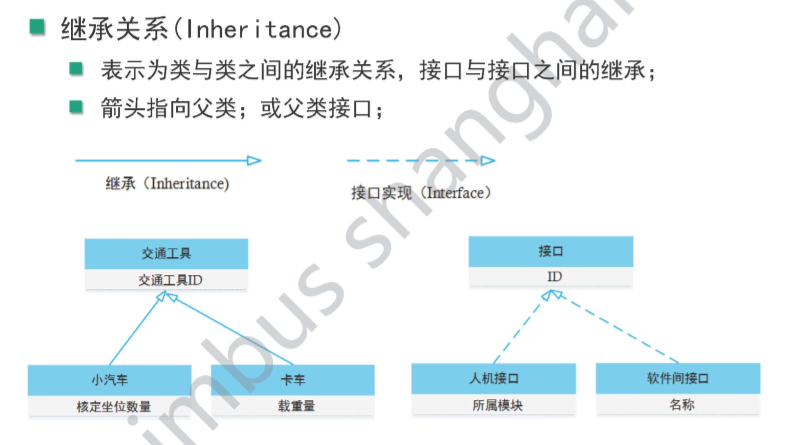 继承关系(Inheritance)
表示为类与类之间的继承关系，接口与接口之间的继承；
箭头指向父类；或父类接口；
继承（Inheritance)
接口实现（Interface）
交通工具
交通工具ID
接口
ID
小汽车
核定坐位数量
卡车
载重量
人机接口
所属模块
软件间接口
名称
imbus shanghai